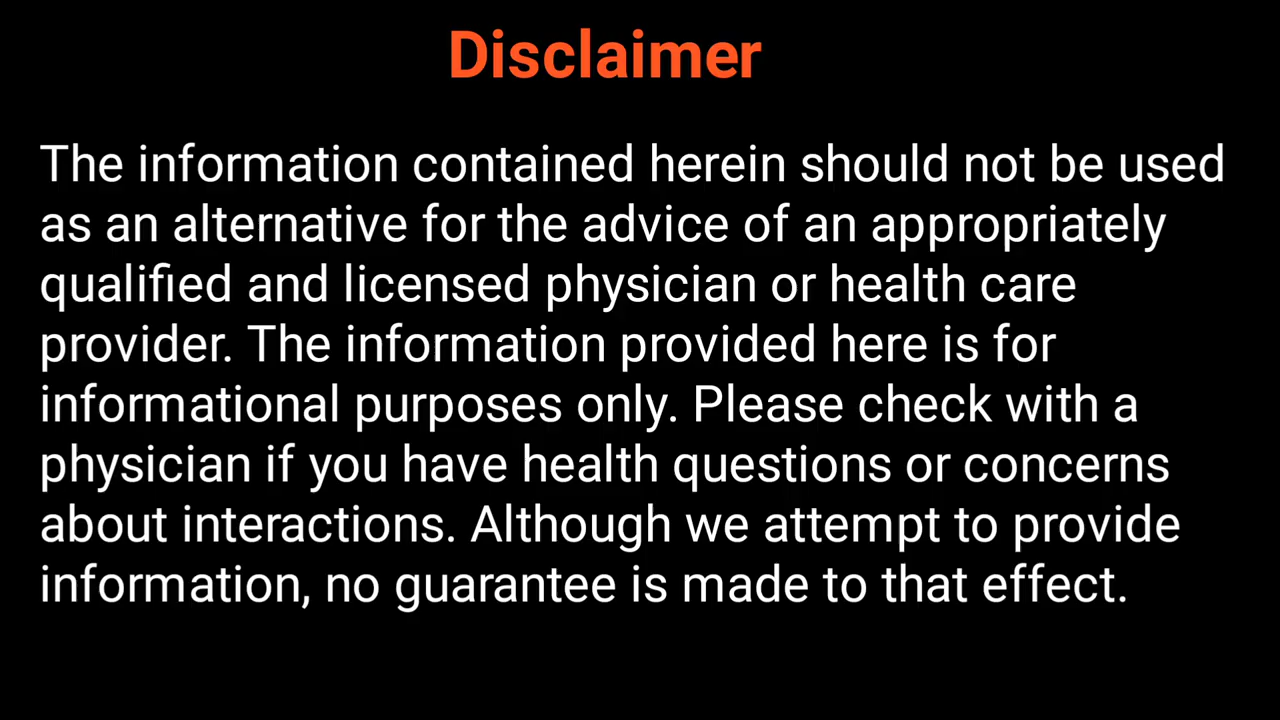 Disclaimer
The information contained herein should not be used
as an alternative for the advice of an appropriately
qualified and licensed physician or health care
provider. The information provided here is for
informational purposes only. Please check with a
physician if you have health questions or concerns
about interactions. Although we attempt to provide
information, no guarantee is made to that effect.